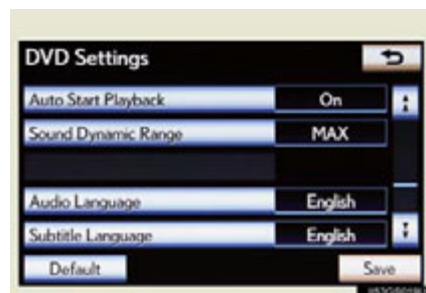 DVD Settings
Auto Start Playback On
Sound Dynamic Range MAX
Audio Language English
Subtitle Language English
Default Save